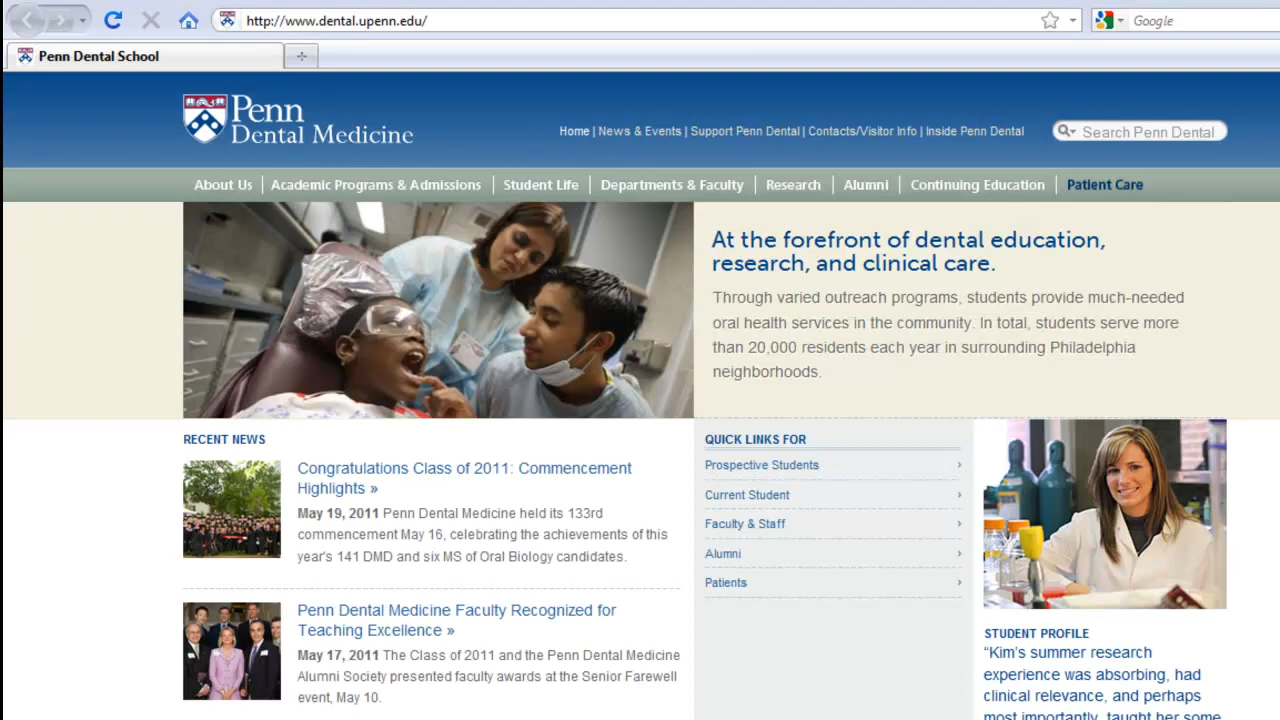 http://www.dental.upenn.edu/
Google
Penn Dental School
Penn
Dental Medicine
Home | News & Events | Support Penn Dental | Contacts/Visitor Info | Inside Penn Dental
Search Penn Dental
About Us | Academic Programs & Admissions | Student Life | Departments & Faculty | Research | Alumni | Continuing Education | Patient Care
At the forefront of dental education,
research, and clinical care.
Through varied outreach programs, students provide much-needed
oral health services in the community. In total, students serve more
than 20,000 residents each year in surrounding Philadelphia
neighborhoods.
RECENT NEWS
Congratulations Class of 2011: Commencement
Highlights »
May 19, 2011 Penn Dental Medicine held its 133rd
commencement May 16, celebrating the achievements of this
year's 141 DMD and six MS of Oral Biology candidates.
Penn Dental Medicine Faculty Recognized for
Teaching Excellence »
May 17, 2011 The Class of 2011 and the Penn Dental Medicine
Alumni Society presented faculty awards at the Senior Farewell
event, May 10.
QUICK LINKS FOR
Prospective Students ›
Current Student ›
Faculty & Staff ›
Alumni ›
Patients ›
STUDENT PROFILE
“Kim's summer research
experience was absorbing, had
clinical relevance, and perhaps
most importantly, taught her some